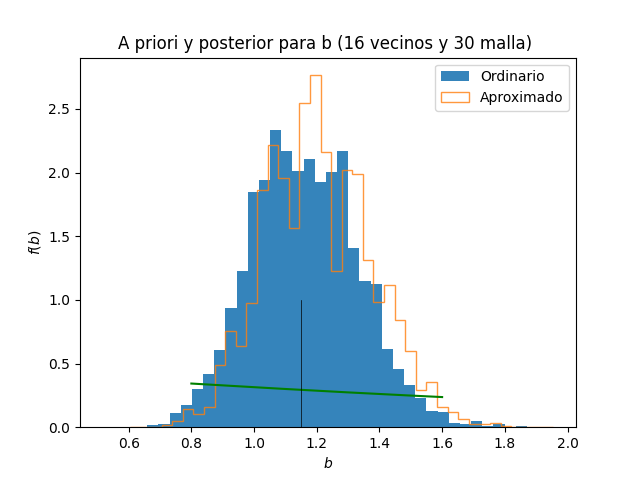 A priori y posterior para b (16 vecinos y 30 malla)
Ordinario
Aproximado
f(b)
2.5
2.0
1.5
1.0
0.5
0.0
0.6 0.8 1.0 1.2 1.4 1.6 1.8 2.0
b